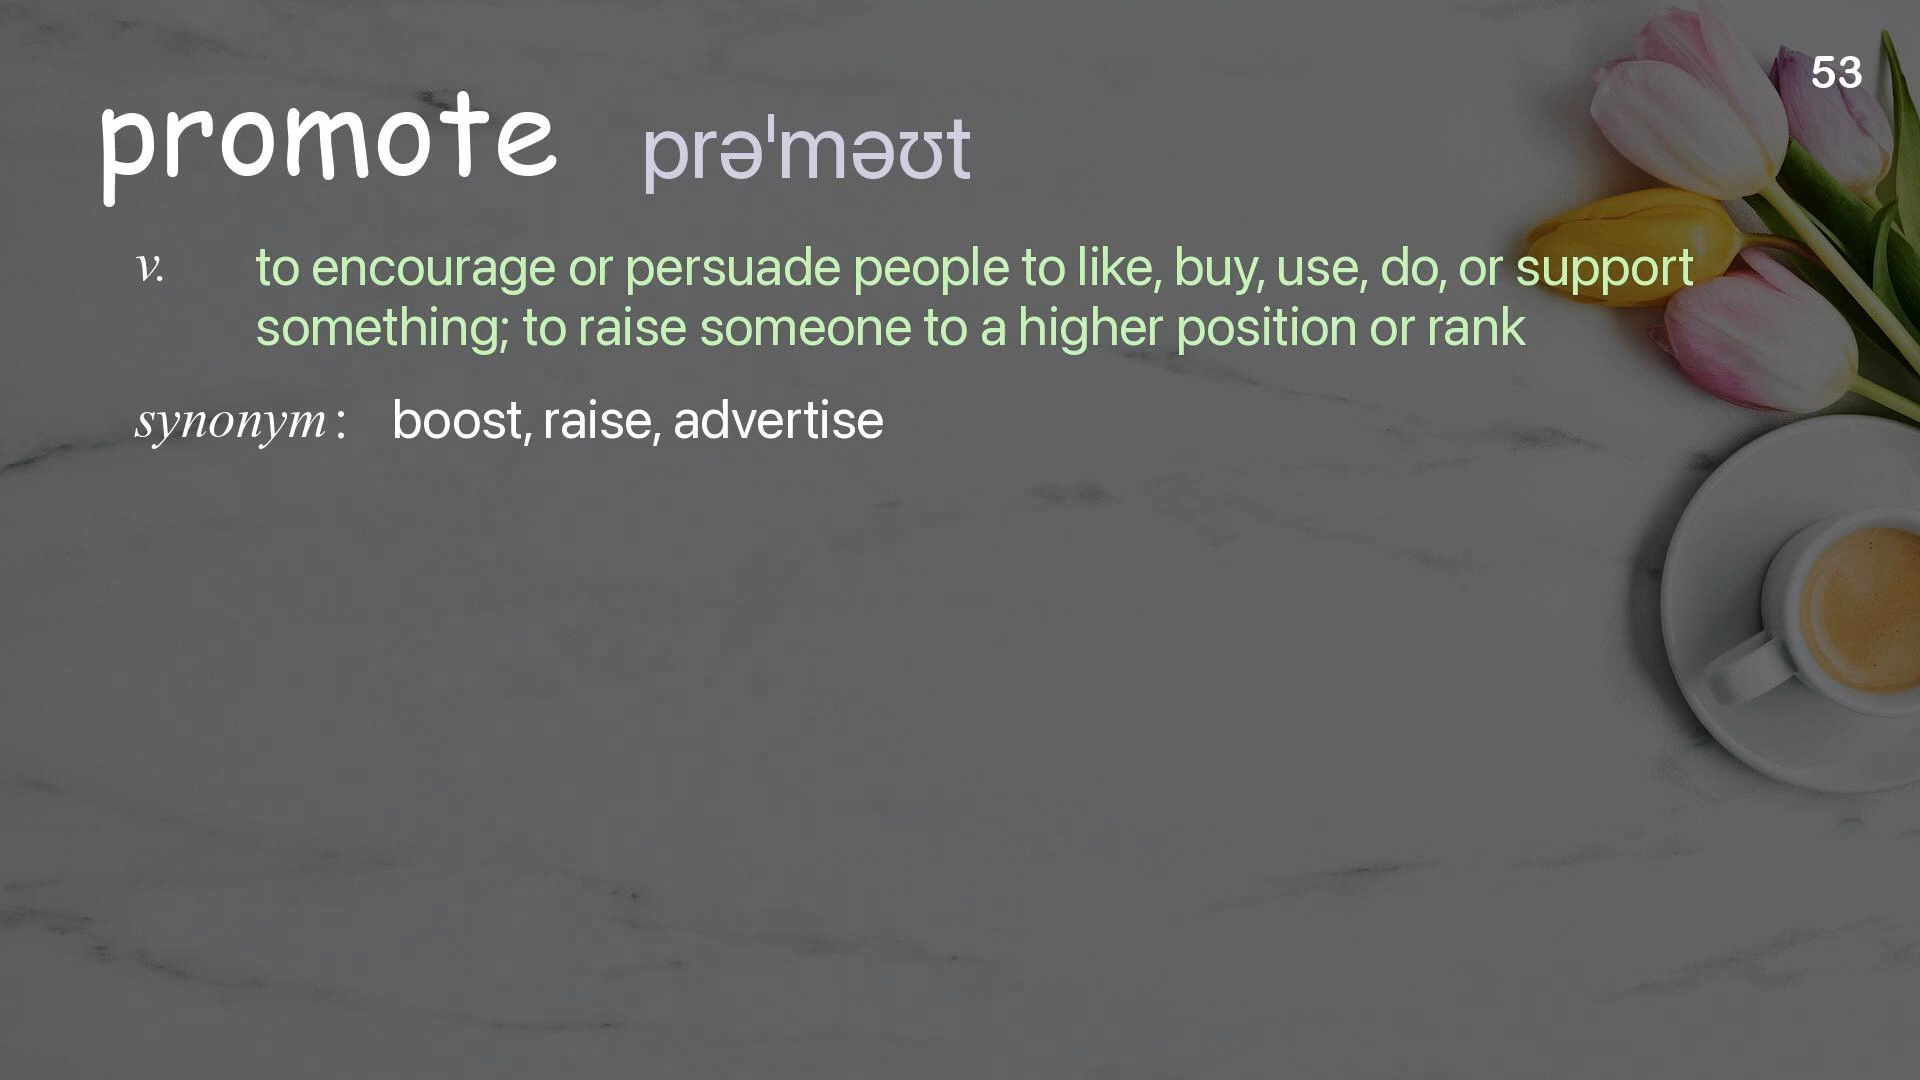 53
promote prəˈməʊt
v. to encourage or persuade people to like, buy, use, do, or support
something; to raise someone to a higher position or rank
synonym : boost, raise, advertise